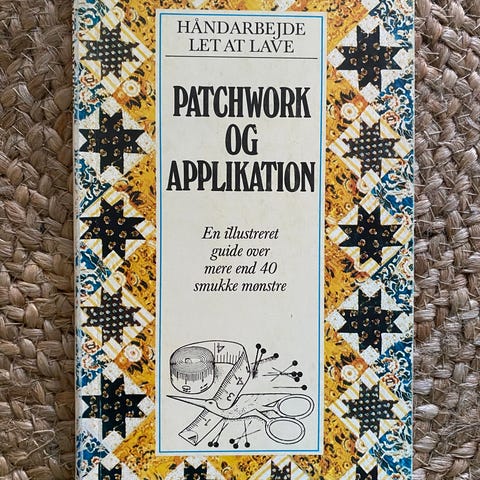 HÅNDARBEJDE
LET AT LAVE
PATCHWORK
OG
APPLIKATION
En illustreret
guide over
mere end 40
smukke mønstre